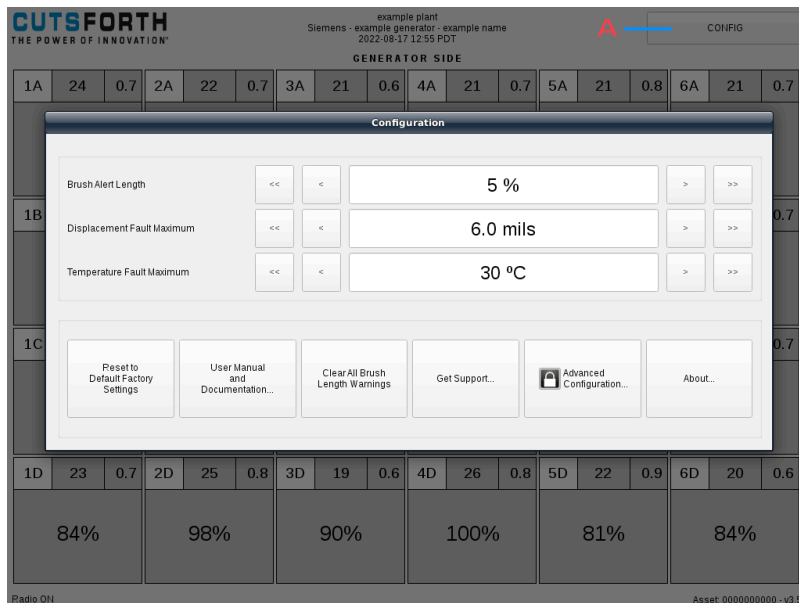 CUTSFORTH
THE POWER OF INNOVATION
example plant
Siemens - example generator - example name
2022-08-17 12:55 PDT
A
CONFIG
GENERATOR SIDE
1A 24 0.7 2A 22 0.7 3A 21 0.6 4A 21 0.7 5A 21 0.8 6A 21 0.7
Configuration
Brush Alert Length << < 5 % > >>
1B 0.7
Displacement Fault Maximum << < 6.0 mils > >>
Temperature Fault Maximum << < 30 ºC > >>
1C 0.7
Reset to
Default Factory
Settings
User Manual
and
Documentation...
Clear All Brush
Length Warnings
Get Support...
Advanced
Configuration...
About...
1D 23 0.7 2D 25 0.8 3D 19 0.6 4D 26 0.8 5D 22 0.9 6D 20 0.6
84% 98% 90% 100% 81% 84%
Radio ON
Asset: 0000000000 - v3.